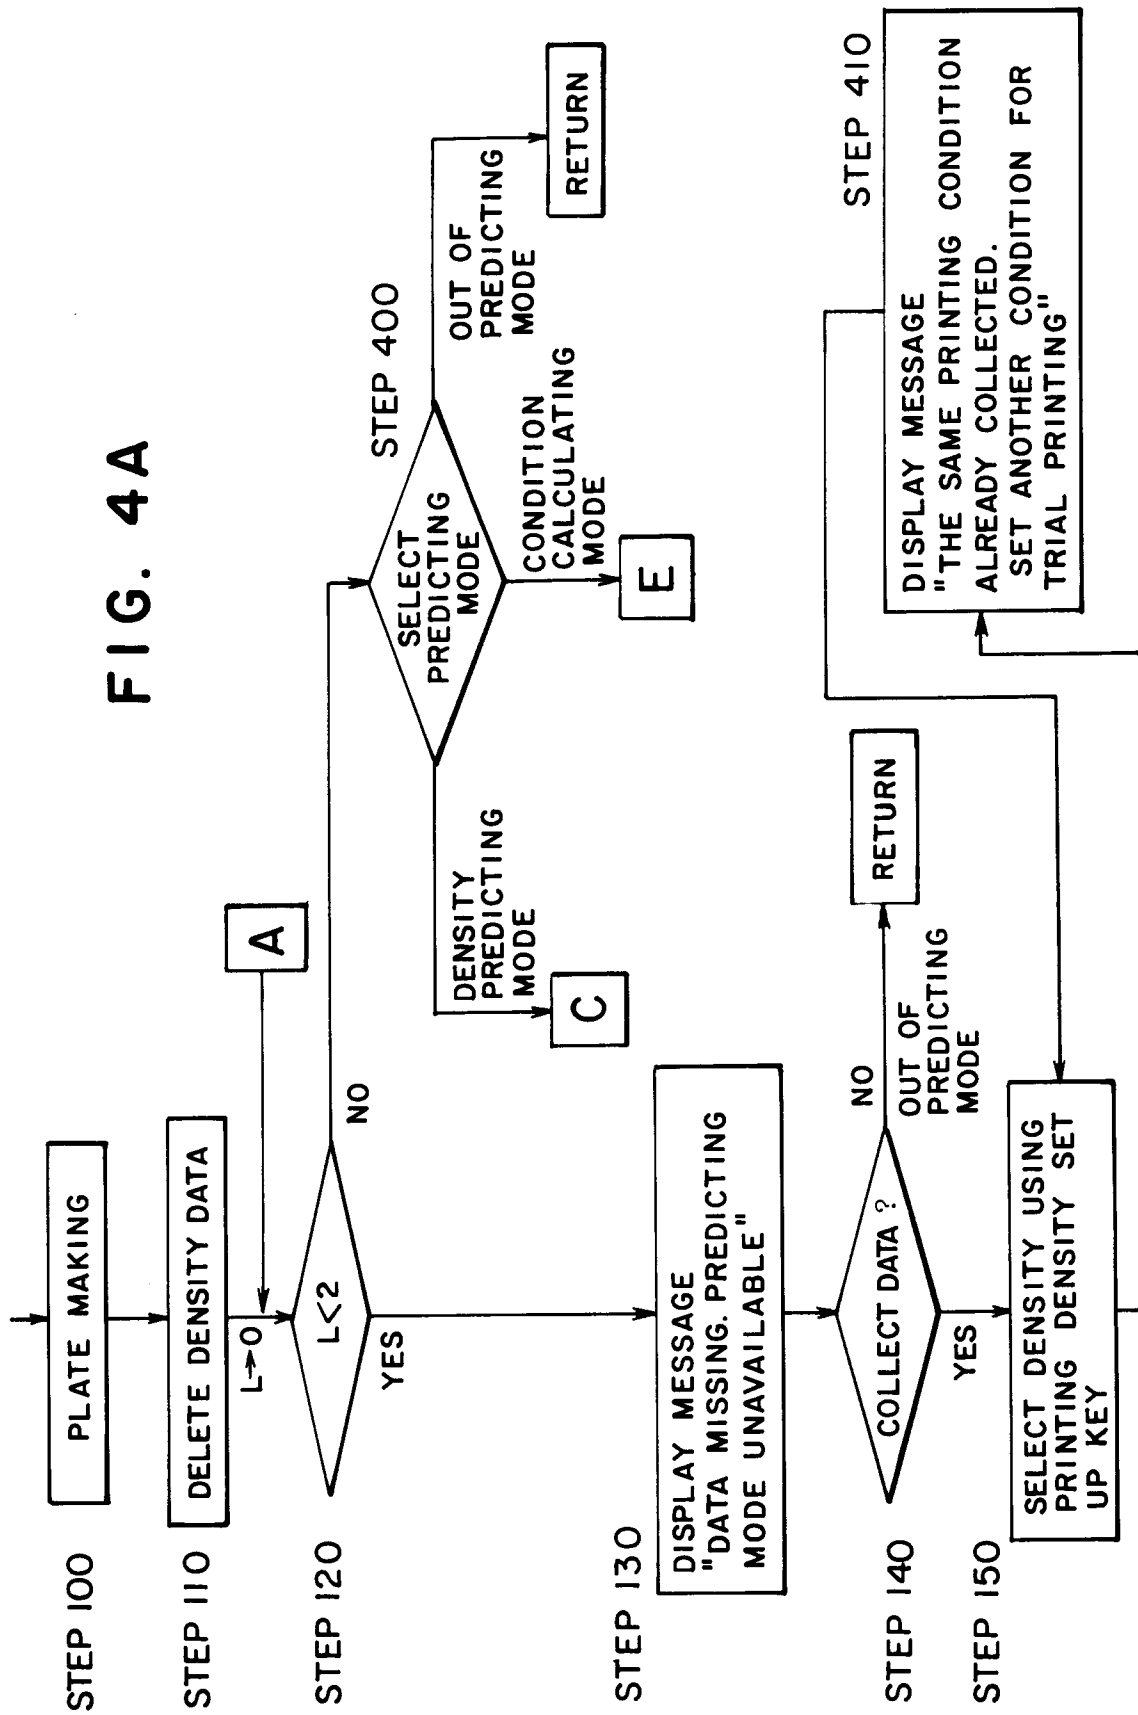 FIG. 4A
STEP 100
PLATE MAKING
STEP 110
DELETE DENSITY DATA
L→0
A
STEP 120
L<2
NO
YES
STEP 400
SELECT
PREDICTING
MODE
OUT OF
PREDICTING
MODE
RETURN
DENSITY
PREDICTING
MODE
C
CONDITION
CALCULATING
MODE
E
STEP 130
DISPLAY MESSAGE
"DATA MISSING. PREDICTING
MODE UNAVAILABLE"
STEP 140
COLLECT DATA?
NO
OUT OF
PREDICTING
MODE
RETURN
YES
STEP 150
SELECT DENSITY USING
PRINTING DENSITY SET
UP KEY
STEP 410
DISPLAY MESSAGE
"THE SAME PRINTING CONDITION
ALREADY COLLECTED.
SET ANOTHER CONDITION FOR
TRIAL PRINTING"